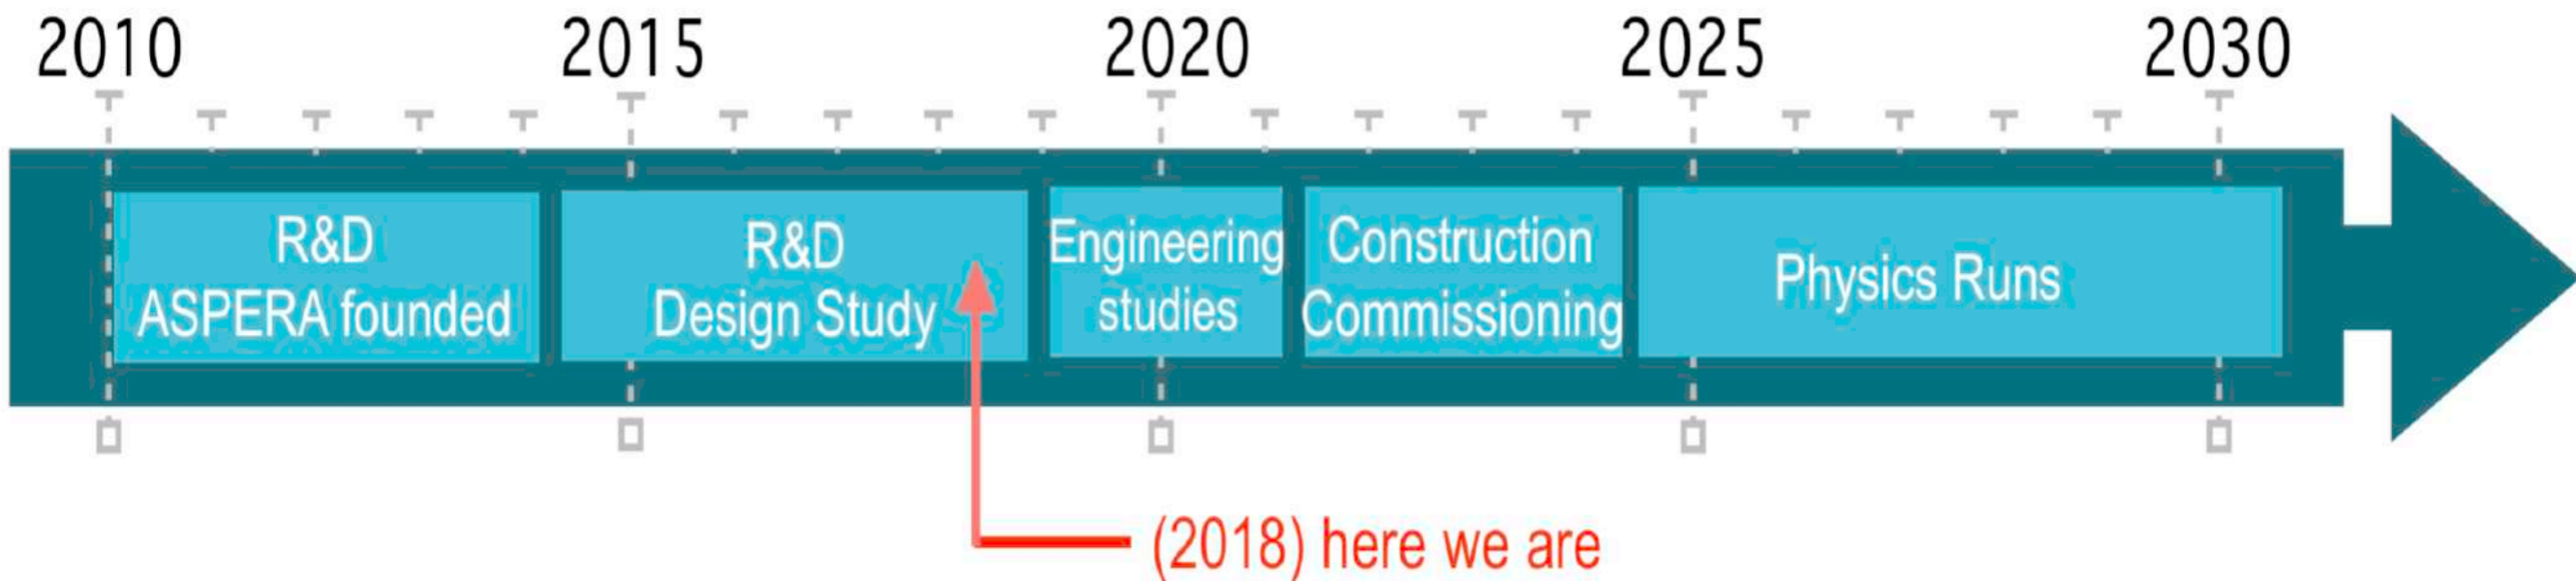 2010 2015 2020 2025 2030
R&D
ASPERA founded
R&D
Design Study
Engineering
studies
Construction
Commissioning
Physics Runs
(2018) here we are